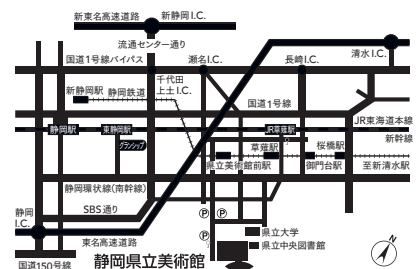 新東名高速道路
新静岡I.C.
流通センター通り
清水I.C.
国道1号線バイパス
瀬名I.C.
長崎I.C.
千代田
上土I.C.
新静岡駅
静岡鉄道
国道1号線
JR東海道本線
静岡駅
東静岡駅
JR草薙駅
新幹線
グランシップ
草薙駅
桜橋駅
県立美術館前駅
御門台駅
至新清水駅
静岡環状線(南幹線)
静岡
I.C.
SBS通り
P
P
東名高速道路
P
県立大学
県立中央図書館
国道150号線
静岡県立美術館
N